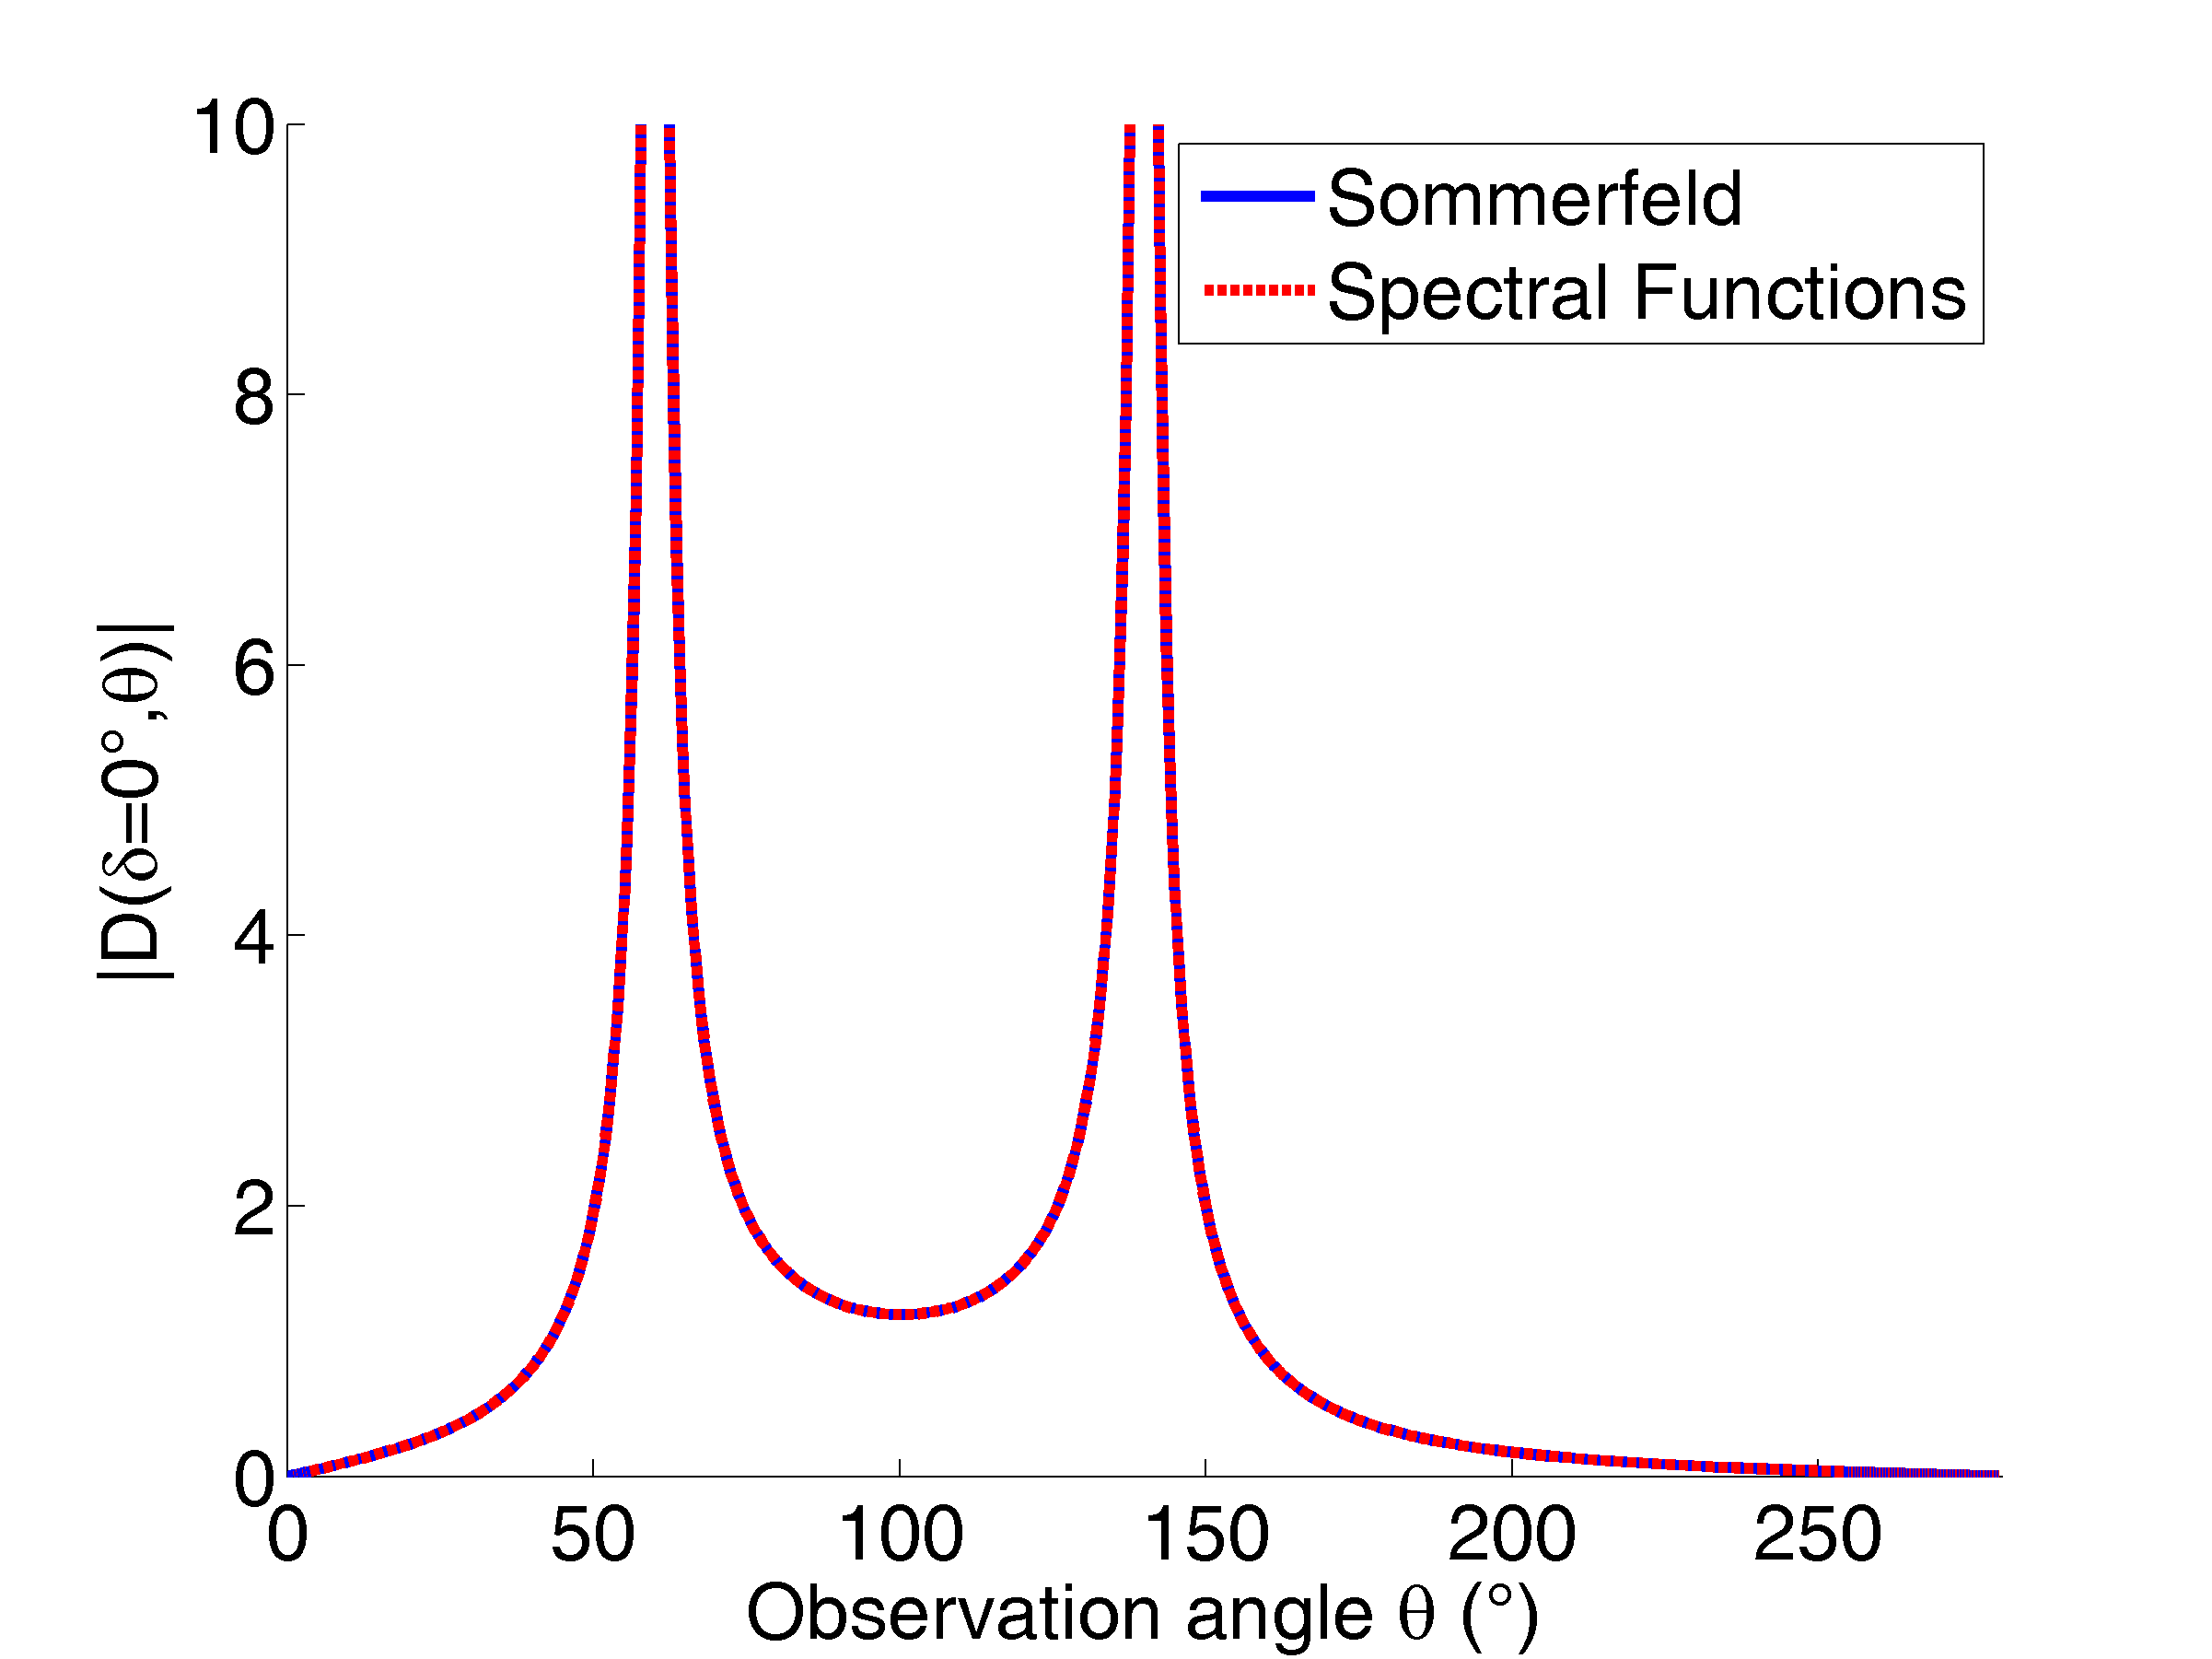 10
8
6
4
2
0
|D(δ=0°,θ)|
Sommerfeld
Spectral Functions
0 50 100 150 200 250
Observation angle θ (°)